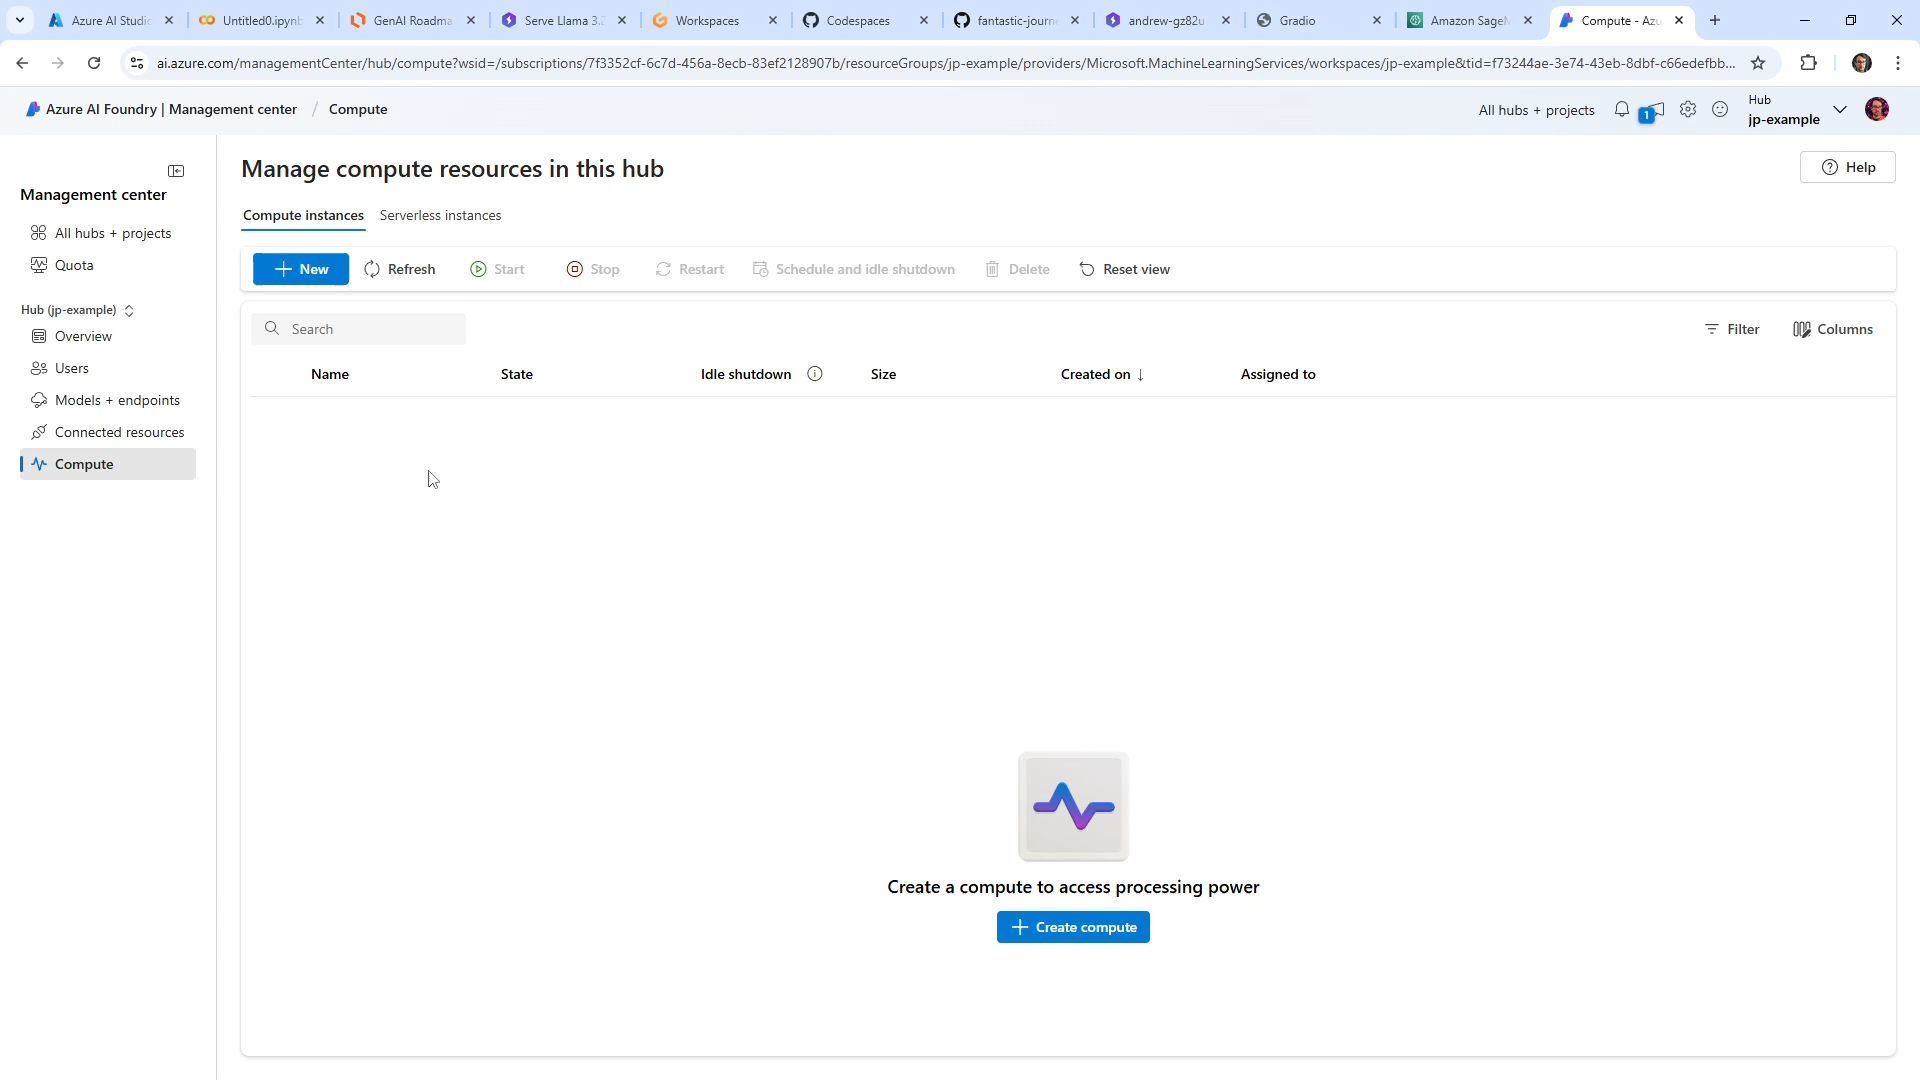 Azure AI Studi
Untitled0.ipynb
GenAI Roadma
Serve Llama 3.2
Workspaces
Codespaces
fantastic-journ
andrew-gz82u
Gradio
Amazon SageM
Compute - Azu
ai.azure.com/managementCenter/hub/compute?wsid=/subscriptions/7f3352cf-6c7d-456a-8ecb-83ef2128907b/resourceGroups/jp-example/providers/Microsoft.MachineLearningServices/workspaces/jp-example&tid=f73244ae-3e74-43eb-8dbf-c66edefbb...
Azure AI Foundry | Management center / Compute
All hubs + projects
1
Hub
jp-example
Management center
All hubs + projects
Quota
Hub (jp-example)
Overview
Users
Models + endpoints
Connected resources
Compute
Manage compute resources in this hub
Help
Compute instances
Serverless instances
New
Refresh
Start
Stop
Restart
Schedule and idle shutdown
Delete
Reset view
Search
Filter
Columns
Name
State
Idle shutdown
Size
Created on ↓
Assigned to
Create a compute to access processing power
Create compute